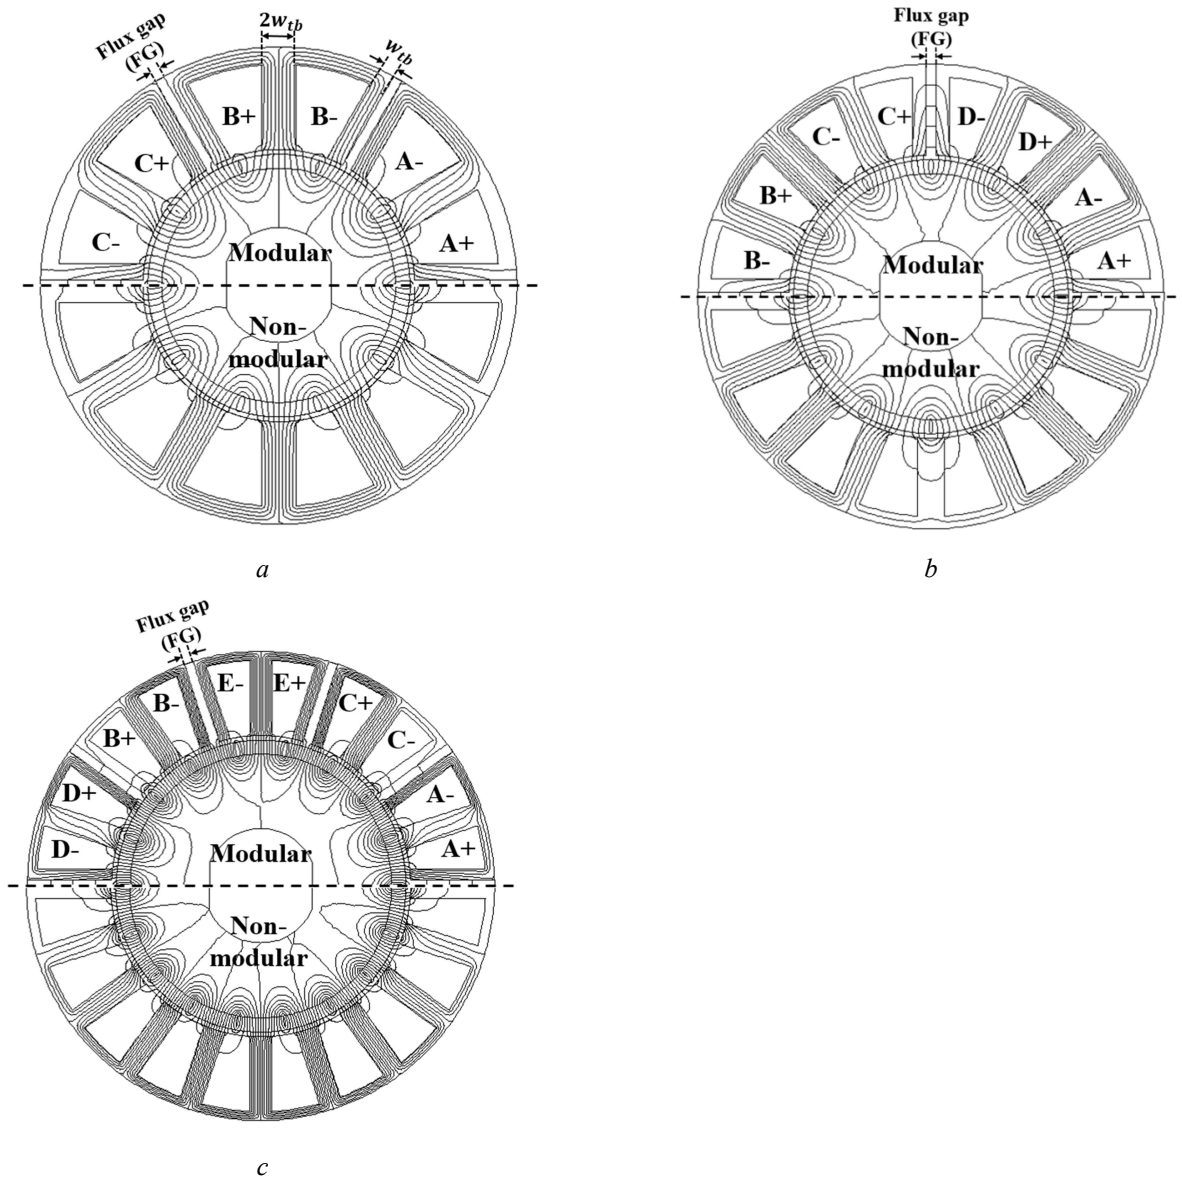 Flux gap
(FG)
2w_tb
w_tb
B+
B-
C+
A-
C-
A+
Modular
Non-
modular
a
Flux gap
(FG)
C+
D-
C-
D+
B+
A-
B-
A+
Modular
Non-
modular
b
Flux gap
(FG)
E-
E+
B-
C+
B+
C-
D+
A-
D-
A+
Modular
Non-
modular
c